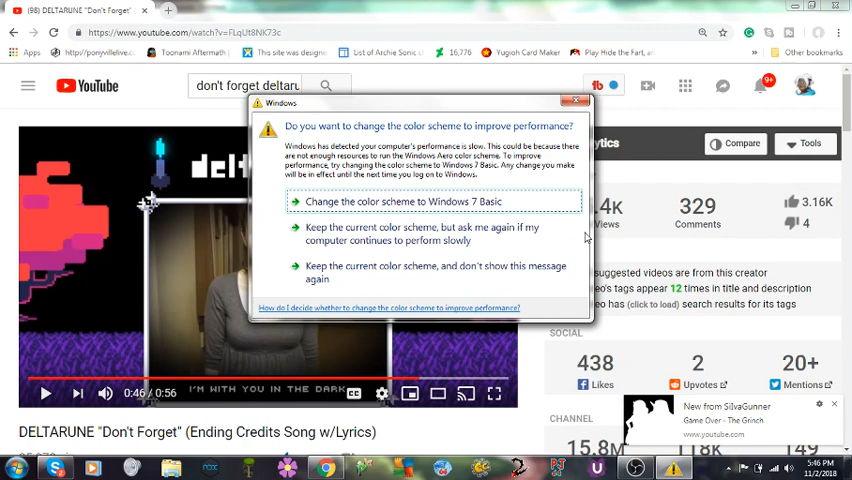 (98) DELTARUNE "Don't Forget"
https://www.youtube.com/watch?v=FLqUt8NK73c
Apps
http://ponyvillelive.c
Toonami Aftermath
This site was designe
List of Archie Sonic
16,776
Yugioh Card Maker
Play Hide the Fart, an
Other bookmarks
YouTube
don't forget deltaru
tb
9+
Windows
Do you want to change the color scheme to improve performance?
Windows has detected your computer's performance is slow. This could be because there
are not enough resources to run the Windows Aero color scheme. To improve
performance, try changing the color scheme to Windows 7 Basic. Any change you make
will be in effect until the next time you log on to Windows.
Change the color scheme to Windows 7 Basic
Keep the current color scheme, but ask me again if my
computer continues to perform slowly
Keep the current color scheme, and don't show this message
again
How do I decide whether to change the color scheme to improve performance?
delt
I'M WITH YOU IN THE DARK
0:46 / 0:56
CC
DELTARUNE "Don't Forget" (Ending Credits Song w/Lyrics)
lytics
Compare
Tools
.4K
Views
329
Comments
3.16K
4
suggested videos are from this creator
eo's tags appear 12 times in title and description
eo has (click to load) search results for its tags
SOCIAL
438
Likes
2
Upvotes
20+
Mentions
CHANNEL
15.8M
118K
149
New from SilvaGunner
Game Over - The Grinch
www.youtube.com
nox
5:46 PM
11/2/2018